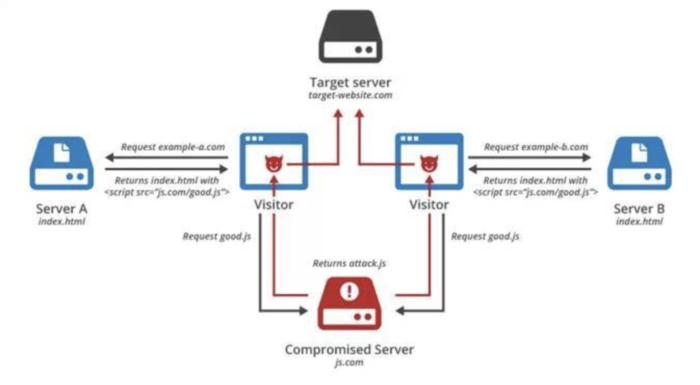 Target server
target-website.com
Request example-a.com
Returns index.html with
<script src="js.com/good.js">
Server A
index.html
Visitor
Visitor
Request example-b.com
Returns index.html with
<script src="js.com/good.js">
Server B
index.html
Request good.js
Returns attack.js
Request good.js
Compromised Server
js.com